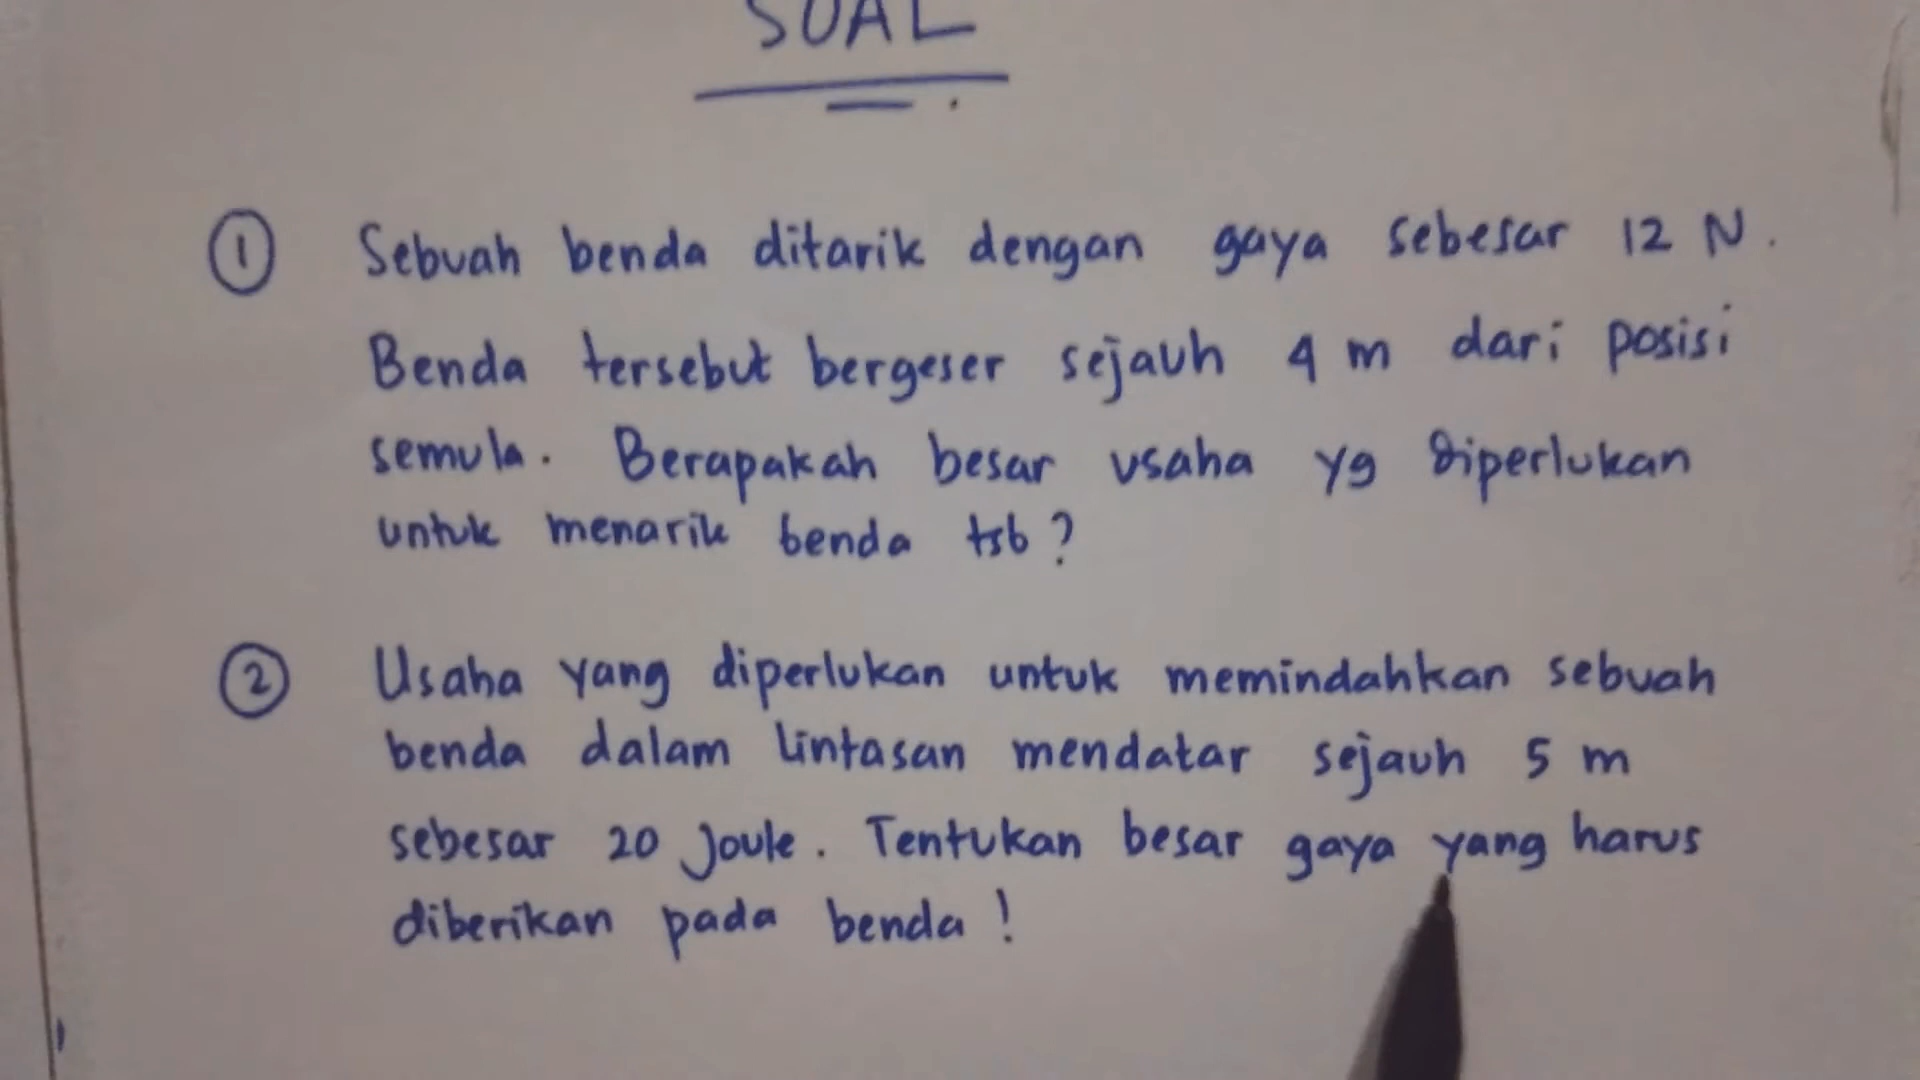 SOAL
① Sebuah benda ditarik dengan gaya sebesar 12 N.
Benda tersebut bergeser sejauh 4 m dari posisi
semula. Berapakah besar usaha yg diperlukan
untuk menarik benda tsb?
② Usaha yang diperlukan untuk memindahkan sebuah
benda dalam lintasan mendatar sejauh 5 m
sebesar 20 Joule. Tentukan besar gaya yang harus
diberikan pada benda!